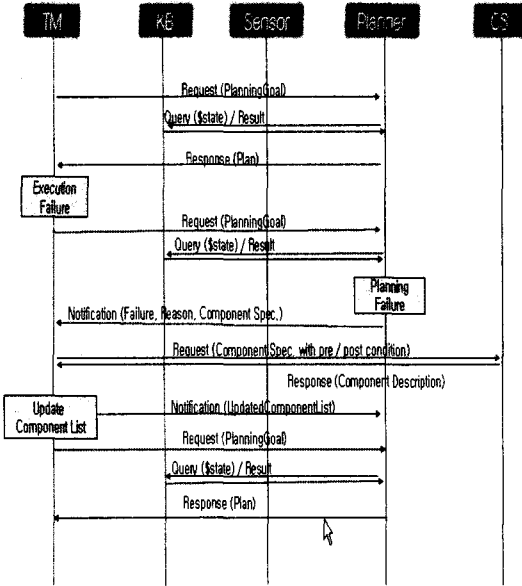 TM KB Sensor Planner CS
Request (PlanningGoal)
Query ($state) / Result
Response (Plan)
Execution
Failure
Request (PlanningGoal)
Query ($state) / Result
Planning
Failure
Notification (Failure, Reason, Component Spec,)
Request (Component Spec, with pre / post condition)
Response (Component Description)
Update
Component List
Notification (UpdatedComponentList)
Request (PlanningGoal)
Query ($state) / Result
Response (Plan)